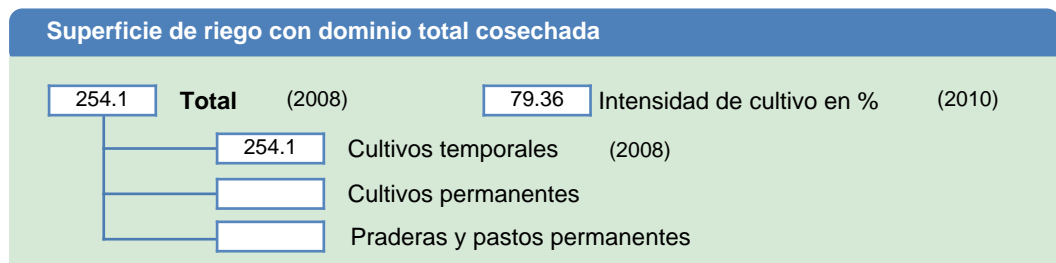 Superficie de riego con dominio total cosechada
254.1 Total (2008) 79.36 Intensidad de cultivo en % (2010)
254.1 Cultivos temporales (2008)
Cultivos permanentes
Praderas y pastos permanentes